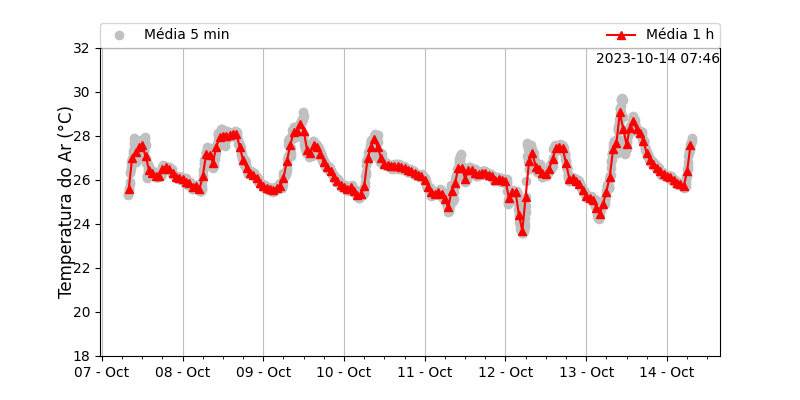 Média 5 min
Média 1 h
2023-10-14 07:46
Temperatura do Ar (°C)
32
30
28
26
24
22
20
18
07 - Oct
08 - Oct
09 - Oct
10 - Oct
11 - Oct
12 - Oct
13 - Oct
14 - Oct